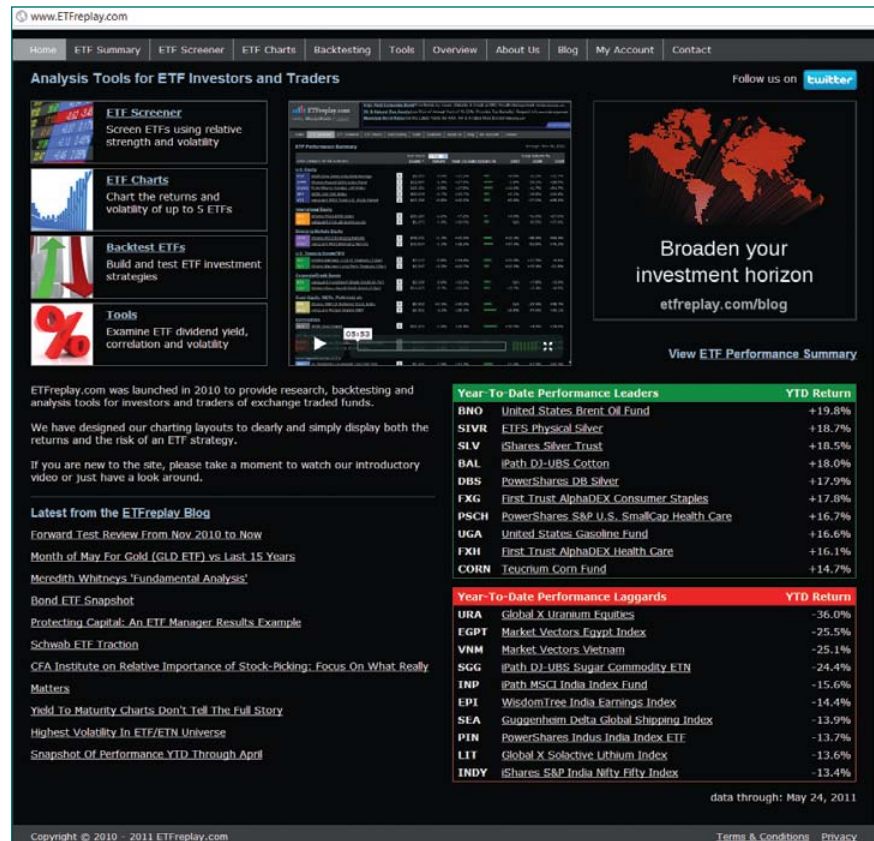 www.ETFreplay.com
Home ETF Summary ETF Screener ETF Charts Backtesting Tools Overview About Us Blog My Account Contact
Analysis Tools for ETF Investors and Traders
Follow us on twitter
ETF Screener
Screen ETFs using relative
strength and volatility
ETF Charts
Chart the returns and
volatility of up to 5 ETFs
Backtest ETFs
Build and test ETF investment
strategies
Tools
Examine ETF dividend yield,
correlation and volatility
ETFreplay.com
ETF Performance Summary
05:53
Broaden your
investment horizon
etfreplay.com/blog
View ETF Performance Summary
ETFreplay.com was launched in 2010 to provide research, backtesting and
analysis tools for investors and traders of exchange traded funds.
We have designed our charting layouts to clearly and simply display both the
returns and the risk of an ETF strategy.
If you are new to the site, please take a moment to watch our introductory
video or just have a look around.
Latest from the ETFreplay Blog
Forward Test Review From Nov 2010 to Now
Month of May For Gold (GLD ETF) vs Last 15 Years
Meredith Whitneys 'Fundamental Analysis'
Bond ETF Snapshot
Protecting Capital: An ETF Manager Results Example
Schwab ETF Traction
CFA Institute on Relative Importance of Stock-Picking: Focus On What Really
Matters
Yield To Maturity Charts Don't Tell The Full Story
Highest Volatility In ETF/ETN Universe
Snapshot Of Performance YTD Through April
Year-To-Date Performance Leaders YTD Return
BNO United States Brent Oil Fund +19.8%
SIVR ETFS Physical Silver +18.7%
SLV iShares Silver Trust +18.5%
BAL iPath DJ-UBS Cotton +18.0%
DBS PowerShares DB Silver +17.9%
FXG First Trust AlphaDEX Consumer Staples +17.8%
PSCH PowerShares S&P U.S. SmallCap Health Care +16.7%
UGA United States Gasoline Fund +16.6%
FXH First Trust AlphaDEX Health Care +16.1%
CORN Teucrium Corn Fund +14.7%
Year-To-Date Performance Laggards YTD Return
URA Global X Uranium Equities -36.0%
EGPT Market Vectors Egypt Index -25.5%
VNM Market Vectors Vietnam -25.1%
SGG iPath DJ-UBS Sugar Commodity ETN -24.4%
INP iPath MSCI India Index Fund -15.6%
EPI WisdomTree India Earnings Index -14.4%
SEA Guggenheim Delta Global Shipping Index -13.9%
PIN PowerShares Indus India Index ETF -13.7%
LIT Global X Solactive Lithium Index -13.6%
INDY iShares S&P India Nifty Fifty Index -13.4%
data through: May 24, 2011
Copyright © 2010 - 2011 ETFreplay.com
Terms & Conditions Privacy